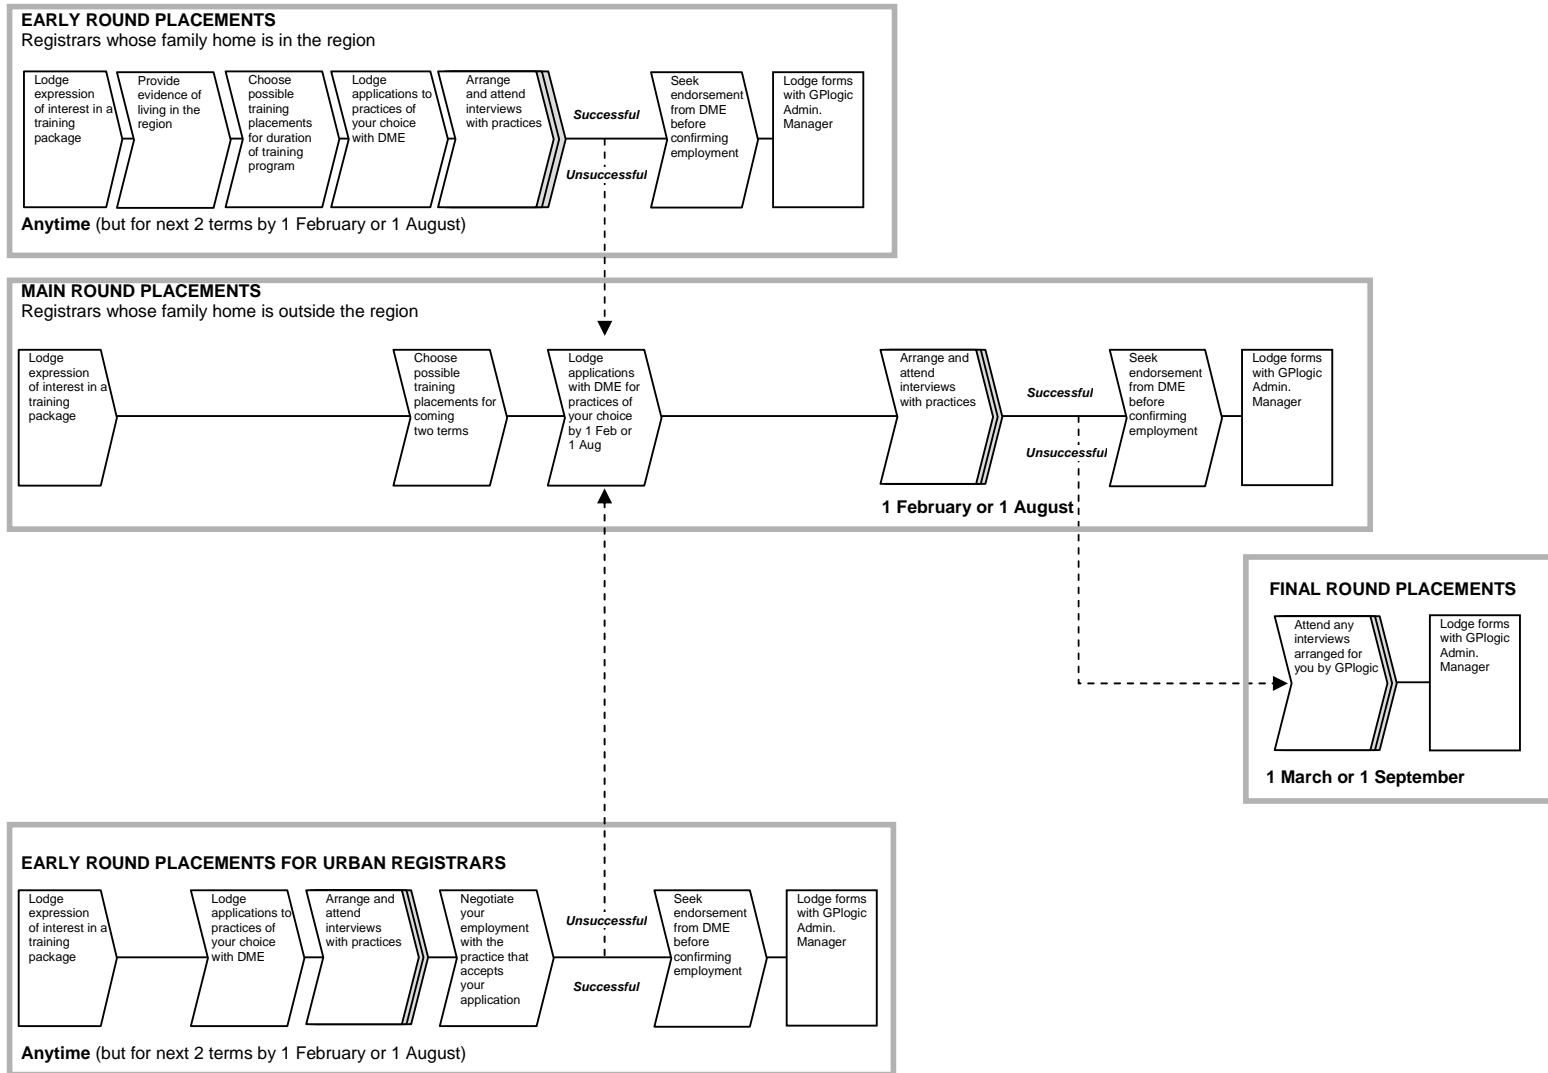 EARLY ROUND PLACEMENTS
Registrars whose family home is in the region
Lodge
expression
of interest in a
training
package
Provide
evidence of
living in the
region
Choose
possible
training
placements
for duration
of training
program
Lodge
applications to
practices of
your choice
with DME
Arrange
and attend
interviews
with practices
Successful
Unsuccessful
Seek
endorsement
from DME
before
confirming
employment
Lodge forms
with GPlogic
Admin.
Manager
Anytime (but for next 2 terms by 1 February or 1 August)
MAIN ROUND PLACEMENTS
Registrars whose family home is outside the region
Lodge
expression
of interest in a
training
package
Choose
possible
training
placements for
coming
two terms
Lodge
applications
with DME for
practices of
your choice
by 1 Feb or
1 Aug
Arrange and
attend
interviews
with practices
Successful
Unsuccessful
Seek
endorsement
from DME
before
confirming
employment
Lodge forms
with GPlogic
Admin.
Manager
1 February or 1 August
FINAL ROUND PLACEMENTS
Attend any
interviews
arranged for
you by GPlogic
Lodge forms
with GPlogic
Admin.
Manager
1 March or 1 September
EARLY ROUND PLACEMENTS FOR URBAN REGISTRARS
Lodge
expression
of interest in a
training
package
Lodge
applications to
practices of
your choice
with DME
Arrange and
attend
interviews
with practices
Negotiate
your
employment
with the
practice that
accepts
your
application
Unsuccessful
Successful
Seek
endorsement
from DME
before
confirming
employment
Lodge forms
with GPlogic
Admin.
Manager
Anytime (but for next 2 terms by 1 February or 1 August)